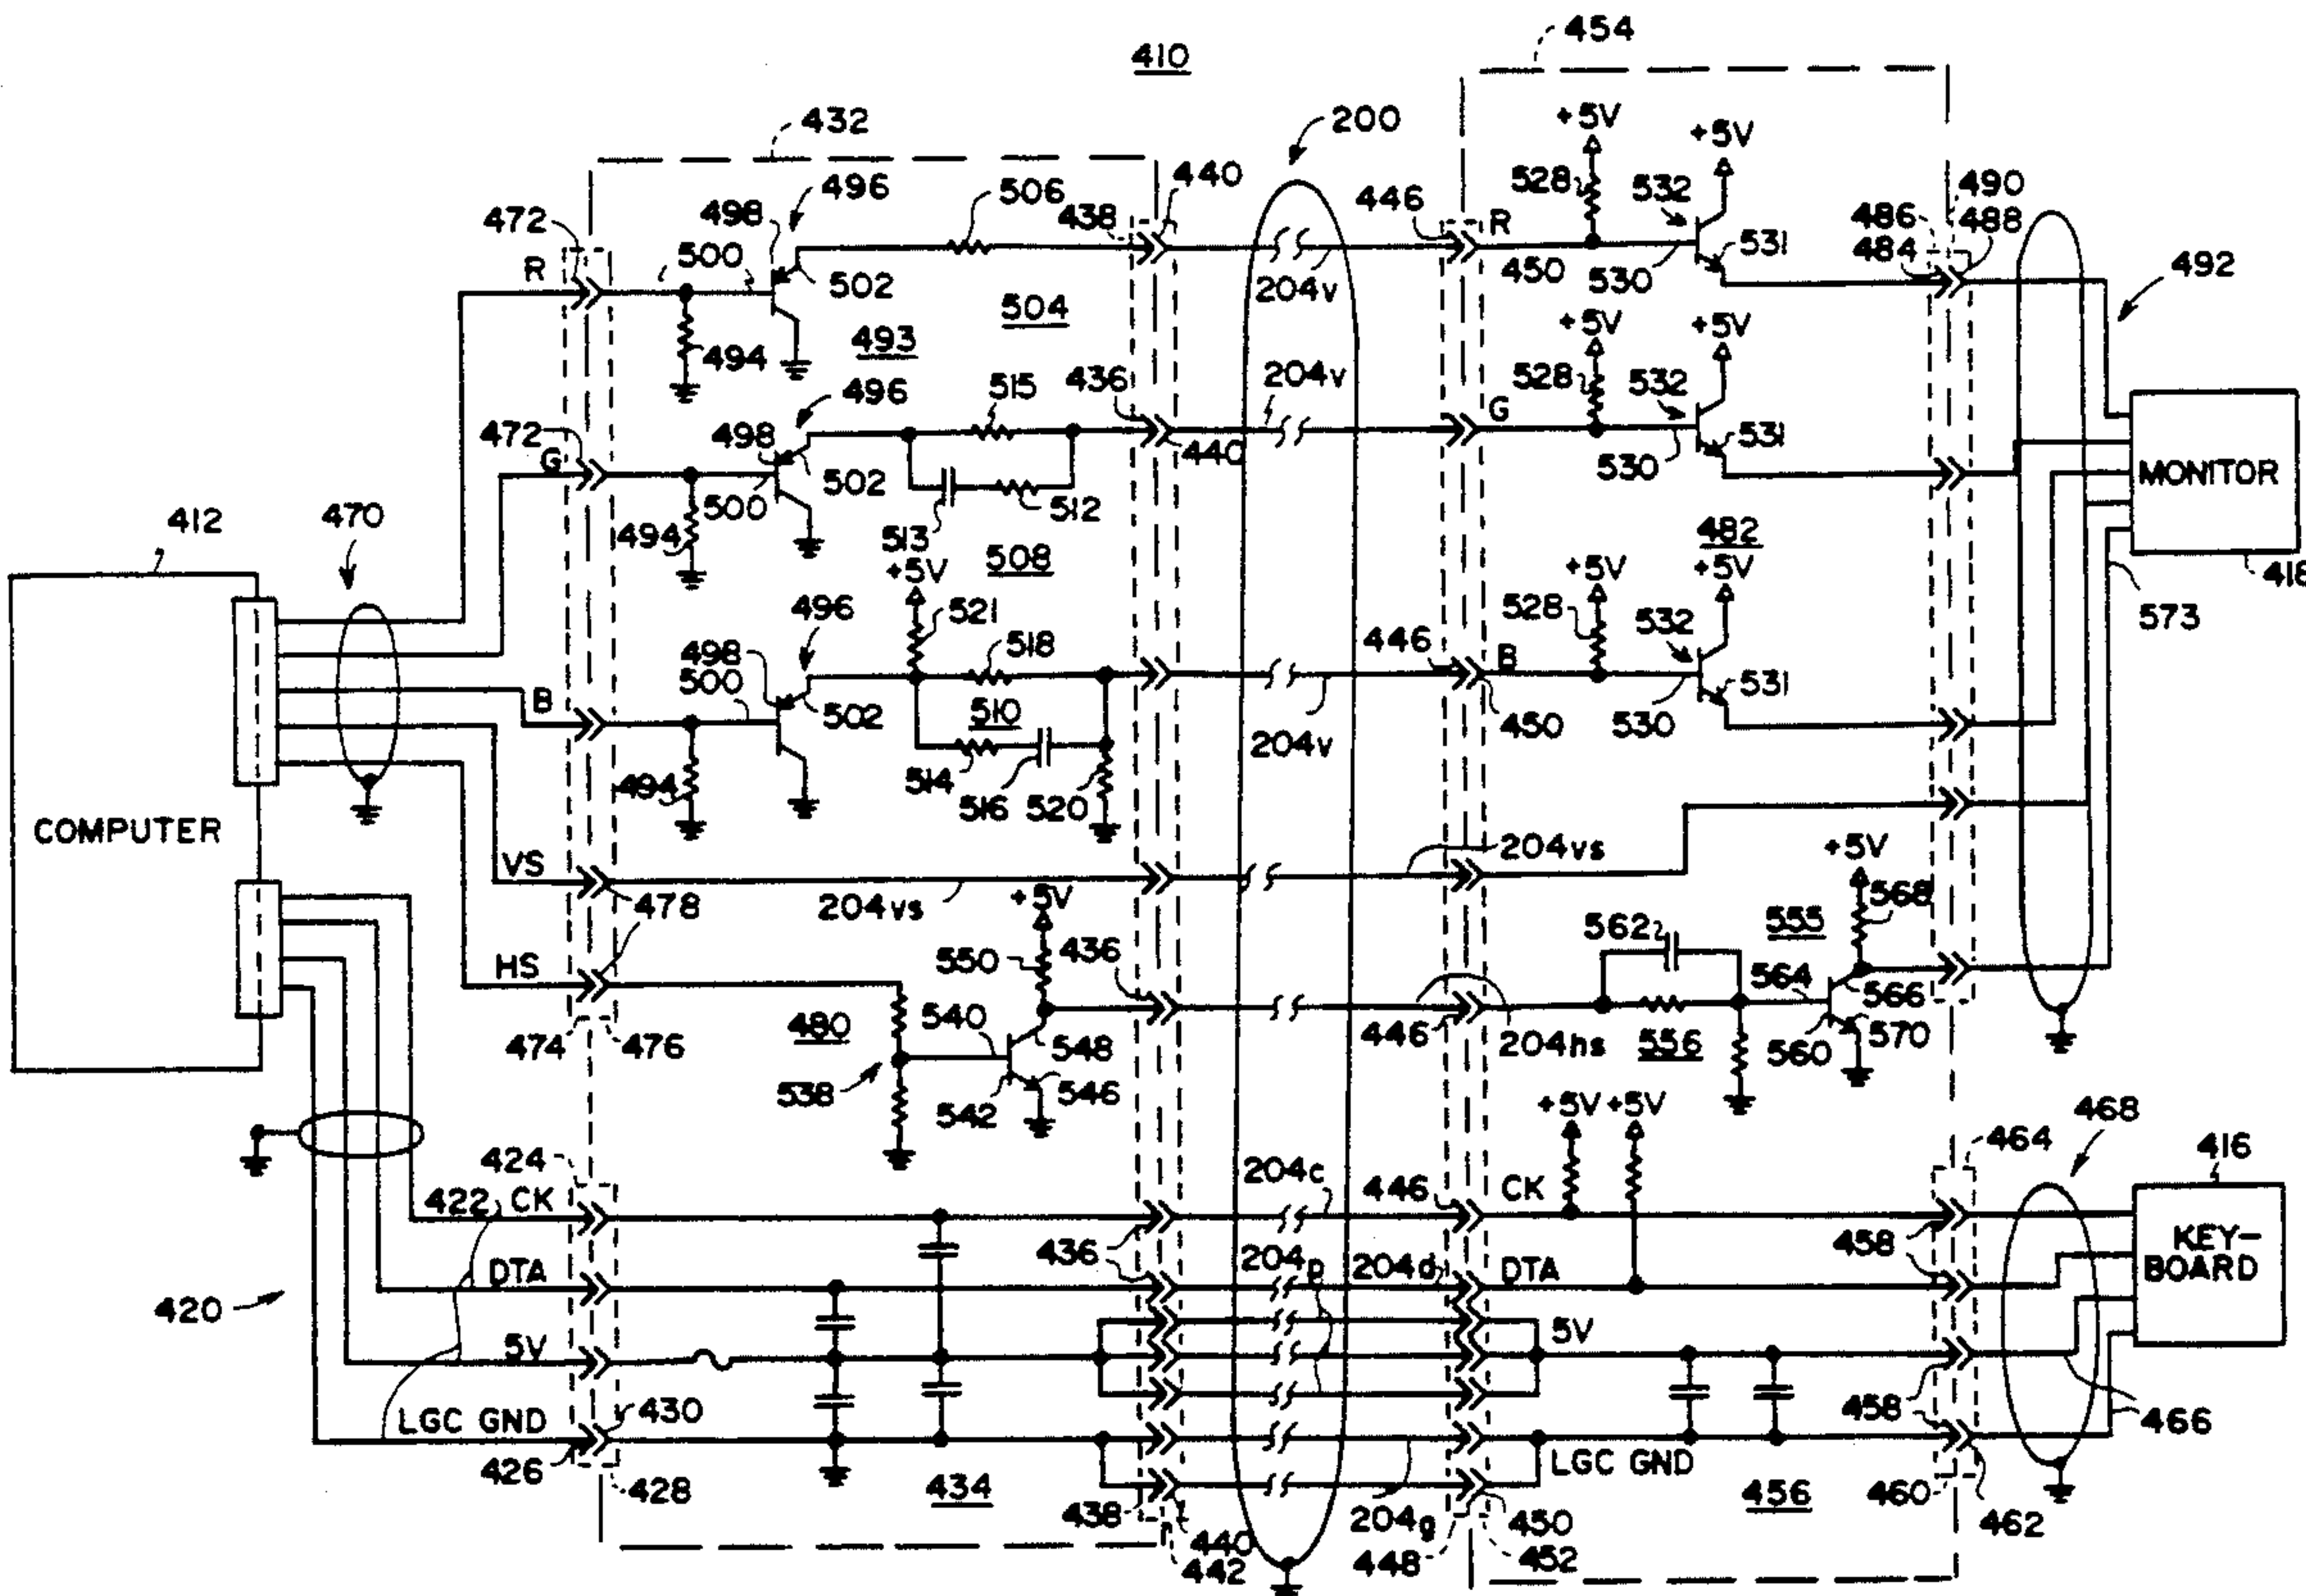 410
454
432
200
+5V
+5V
440
496
506
528
532
490
472
498
438
446
R
486
488
R
500
484
531
492
502
450
530
204v
504
+5V
+5V
493
494
496
515
436
204v
528
532
472
498
G
G
531
440
530
MONITOR
412
470
500
502
512
494
513
482
508
+5V
+5V
+5V
418
496
521
528
532
573
498
518
446
B
500
531
B
502
510
450
530
204v
494
514
516
520
COMPUTER
VS
204vs
+5V
478
204vs
+5V
568
562
555
HS
550
436
564
480
540
566
474
476
548
446
204hs
556
560
570
538
542
546
+5V
+5V
468
424
464
416
204c
422
CK
446
CK
436
458
KEY-
BOARD
DTA
204p
204d
DTA
420
5V
5V
LGC GND
430
458
466
426
LGC GND
428
434
438
440
442
204g
448
450
452
456
460
462